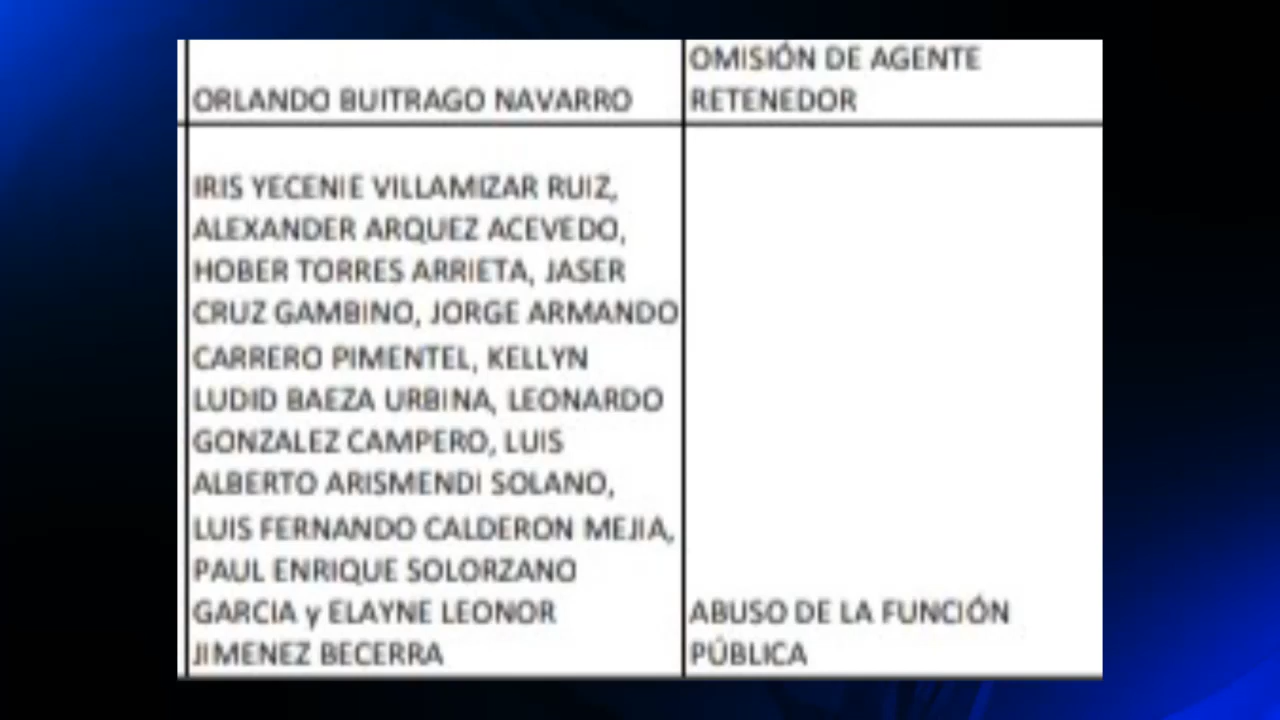 OMISIÓN DE AGENTE
ORLANDO BUITRAGO NAVARRO RETENEDOR
IRIS YECENIE VILLAMIZAR RUIZ,
ALEXANDER ARQUEZ ACEVEDO,
HOBER TORRES ARRIETA, JASER
CRUZ GAMBINO, JORGE ARMANDO
CARRERO PIMENTEL, KELLYN
LUDID BAEZA URBINA, LEONARDO
GONZALEZ CAMPERO, LUIS
ALBERTO ARISMENDI SOLANO,
LUIS FERNANDO CALDERON MEJIA,
PAUL ENRIQUE SOLORZANO
GARCIA y ELAYNE LEONOR ABUSO DE LA FUNCIÓN
JIMENEZ BECERRA PÚBLICA